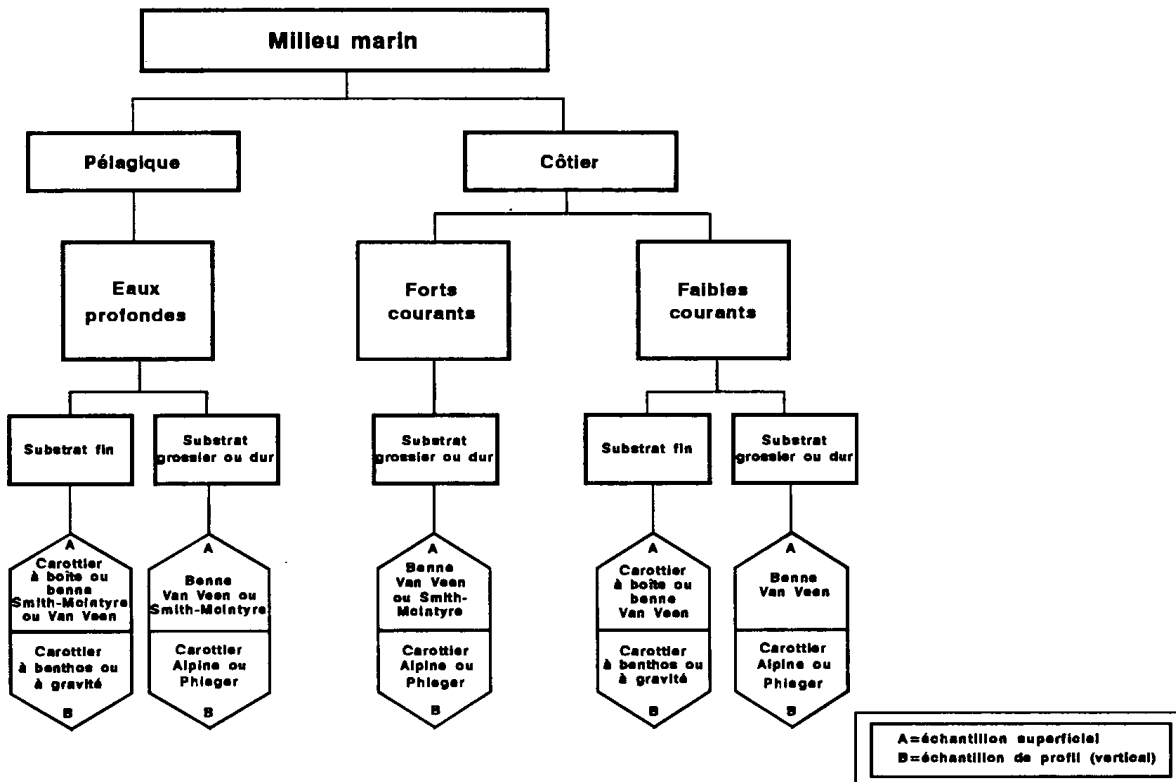 Milieu marin
Pélagique
Côtier
Eaux
profondes
Forts
courants
Faibles
courants
Substrat fin
Substrat
grossier ou dur
Substrat
grossier ou dur
Substrat fin
Substrat
grossier ou dur
A
Carottier
à boîte ou
benne
Smith-McIntyre
ou Van Veen
Carottier
à benthos ou
à gravité
B
A
Benne
Van Veen ou
Smith-McIntyre
Carottier
Alpine ou
Phleger
B
A
Benne
Van Veen
ou Smith-
McIntyre
Carottier
Alpine ou
Phleger
B
A
Carottier
à boîte ou
benne
Van Veen
Carottier
à benthos ou
à gravité
B
A
Benne
Van Veen
Carottier
Alpine ou
Phleger
B
A=échantillon superficiel
B=échantillon de profil (vertical)